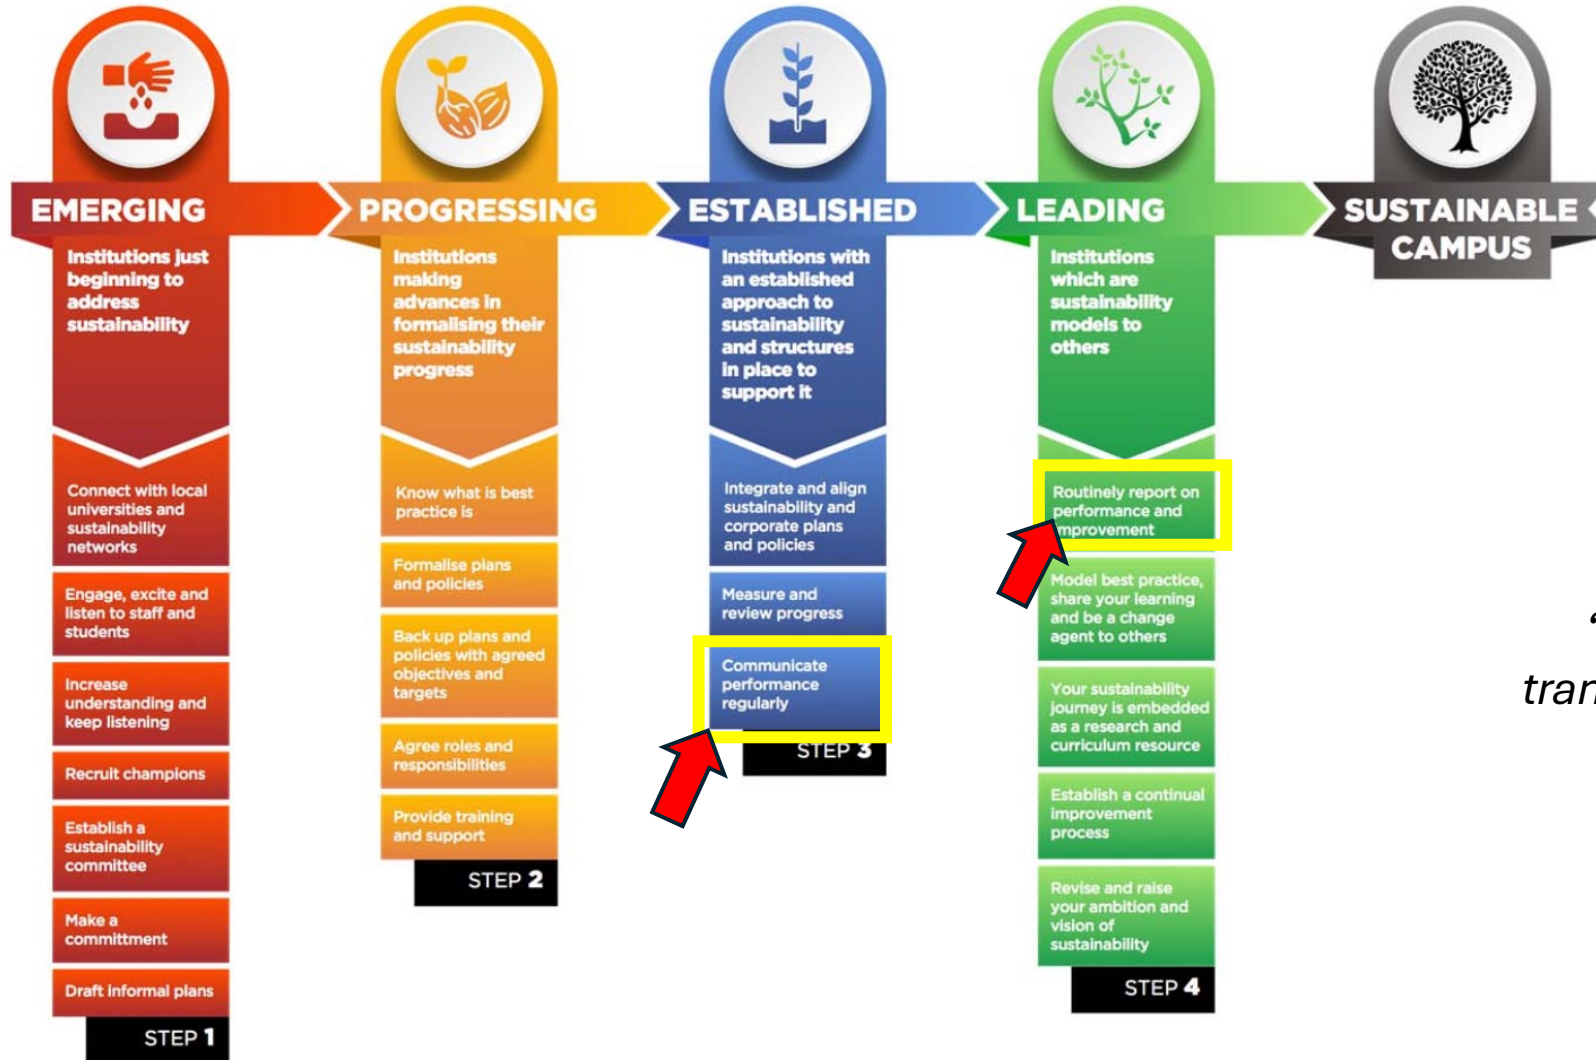 EMERGING
Institutions just
beginning to
address
sustainability
Connect with local
universities and
sustainability
networks
Engage, excite and
listen to staff and
students
Increase
understanding and
keep listening
Recruit champions
Establish a
sustainability
committee
Make a
committment
Draft informal plans
STEP 1
PROGRESSING
Institutions
making
advances in
formalising their
sustainability
progress
Know what is best
practice is
Formalise plans
and policies
Back up plans and
policies with agreed
objectives and
targets
Agree roles and
responsibilities
Provide training
and support
STEP 2
ESTABLISHED
Institutions with
an established
approach to
sustainability
and structures
in place to
support it
Integrate and align
sustainability and
corporate plans
and policies
Measure and
review progress
Communicate
performance
regularly
STEP 3
LEADING
Institutions
which are
sustainability
models to
others
Routinely report on
performance and
improvement
Model best practice,
share your learning
and be a change
agent to others
Your sustainability
journey is embedded
as a research and
curriculum resource
Establish a continual
improvement
process
Revise and raise
your ambition and
vision of
sustainability
STEP 4
SUSTAINABLE
CAMPUS